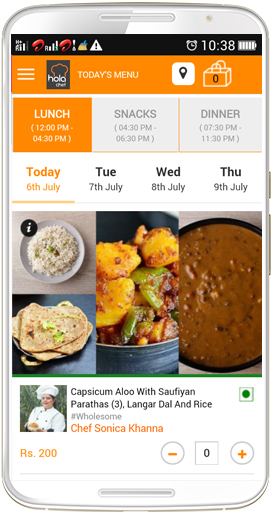 10:38
hola
chef
TODAY'S MENU
0
LUNCH
( 12:00 PM -
04:30 PM )
SNACKS
( 04:30 PM -
06:30 PM )
DINNER
( 07:30 PM -
11:30 PM )
Today
6th July
Tue
7th July
Wed
8th July
Thu
9th July
i
Capsicum Aloo With Saufiyan
Parathas (3), Langar Dal And Rice
#Wholesome
Chef Sonica Khanna
Rs. 200
− 0 +